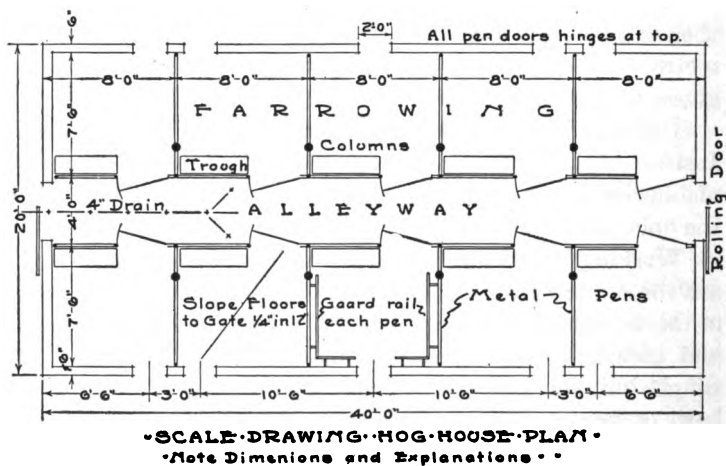 2'-0"
All pen doors hinges at top.
6"
8'-0" 8'-0" 8'-0" 8'-0" 8'-0"
FARROWING
7'-6"
Columns
Trough
Rolling Door
20'-0"
4'-0"
4" Drain
ALLEYWAY
Slope Floors
to Gate 1/4" in 12"
Gaard rail
each pen
Metal
Pens
7'-6"
6"
6'-6" 3'-0" 10'-6" 10'-6" 3'-0" 6'-6"
40'-0"
•SCALE•DRAWING••HOG•HOUSE•PLAN•
•Note Dimenions and Explanations••